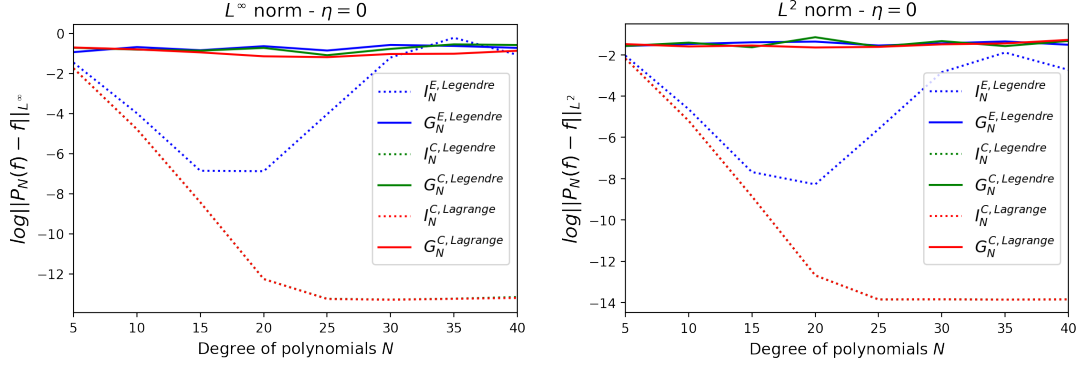 L^∞ norm - η = 0
log||P_N(f) − f||_{L^∞}
0
−2
−4
−6
−8
−10
−12
I_N^{E, Legendre}
G_N^{E, Legendre}
I_N^{C, Legendre}
G_N^{C, Legendre}
I_N^{C, Lagrange}
G_N^{C, Lagrange}
5 10 15 20 25 30 35 40
Degree of polynomials N
L^2 norm - η = 0
log||P_N(f) − f||_{L^2}
−2
−4
−6
−8
−10
−12
−14
I_N^{E, Legendre}
G_N^{E, Legendre}
I_N^{C, Legendre}
G_N^{C, Legendre}
I_N^{C, Lagrange}
G_N^{C, Lagrange}
5 10 15 20 25 30 35 40
Degree of polynomials N